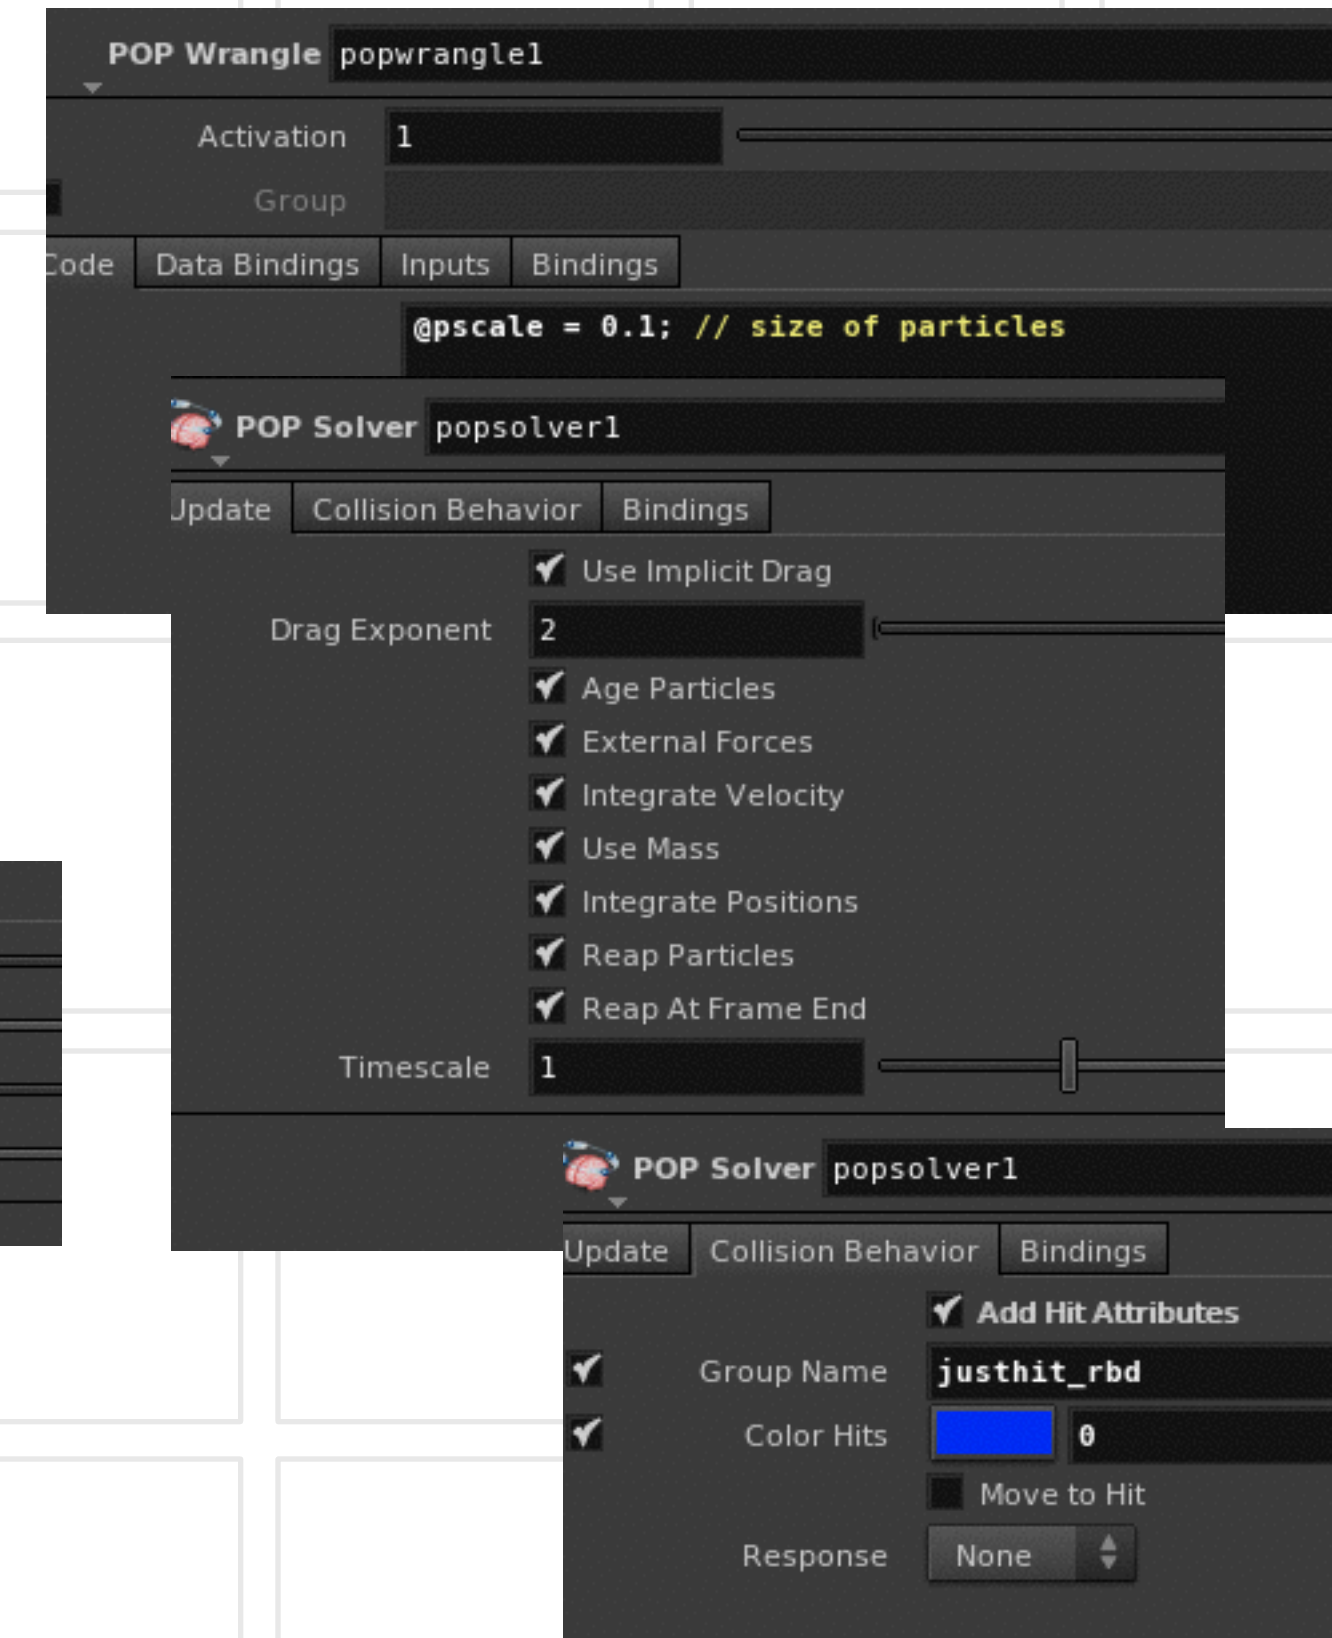 POP Wrangle popwrangle1
Activation 1
Group
Code Data Bindings Inputs Bindings
@pscale = 0.1; // size of particles
POP Solver popsolver1
Update Collision Behavior Bindings
Use Implicit Drag
Drag Exponent 2
Age Particles
External Forces
Integrate Velocity
Use Mass
Integrate Positions
Reap Particles
Reap At Frame End
Timescale 1
POP Solver popsolver1
Update Collision Behavior Bindings
Add Hit Attributes
Group Name justhit_rbd
Color Hits 0
Move to Hit
Response None